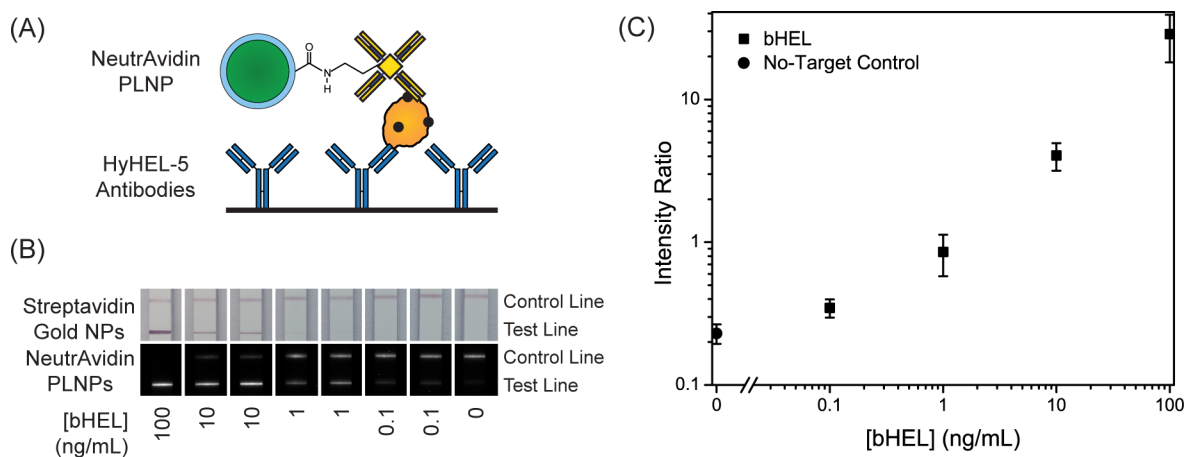 (A)
NeutrAvidin
PLNP
O
N
H
HyHEL-5
Antibodies
(B)
Streptavidin
Gold NPs
Control Line
Test Line
NeutrAvidin
PLNPs
Control Line
Test Line
[bHEL]
(ng/mL)
100
10
10
1
1
0.1
0.1
0
(C)
bHEL
No-Target Control
Intensity Ratio
10
1
0.1
0
0.1
1
10
100
[bHEL] (ng/mL)